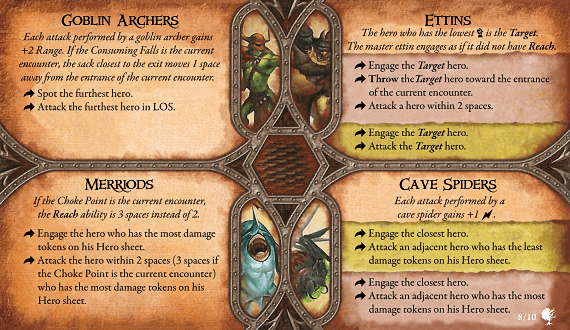 GOBLIN ARCHERS
Each attack performed by a goblin archer gains
+2 Range. If the Consuming Falls is the current
encounter, the sack closest to the exit moves 1 space
away from the entrance of the current encounter.
Spot the furthest hero.
Attack the furthest hero in LOS.
ETTINS
The hero who has the lowest is the Target.
The master ettin engages as if it did not have Reach.
Engage the Target hero.
Throw the Target hero toward the entrance
of the current encounter.
Attack a hero within 2 spaces.
Engage the Target hero.
Attack the Target hero.
MERRIODS
If the Choke Point is the current encounter,
the Reach ability is 3 spaces instead of 2.
Engage the hero who has the most damage
tokens on his Hero sheet.
Attack the hero within 2 spaces (3 spaces if
the Choke Point is the current encounter)
who has the most damage tokens on his
Hero sheet.
CAVE SPIDERS
Each attack performed by a
cave spider gains +1 .
Engage the closest hero.
Attack an adjacent hero who has the least
damage tokens on his Hero sheet.
Engage the closest hero.
Attack an adjacent hero who has the most
damage tokens on his Hero sheet.
8/10